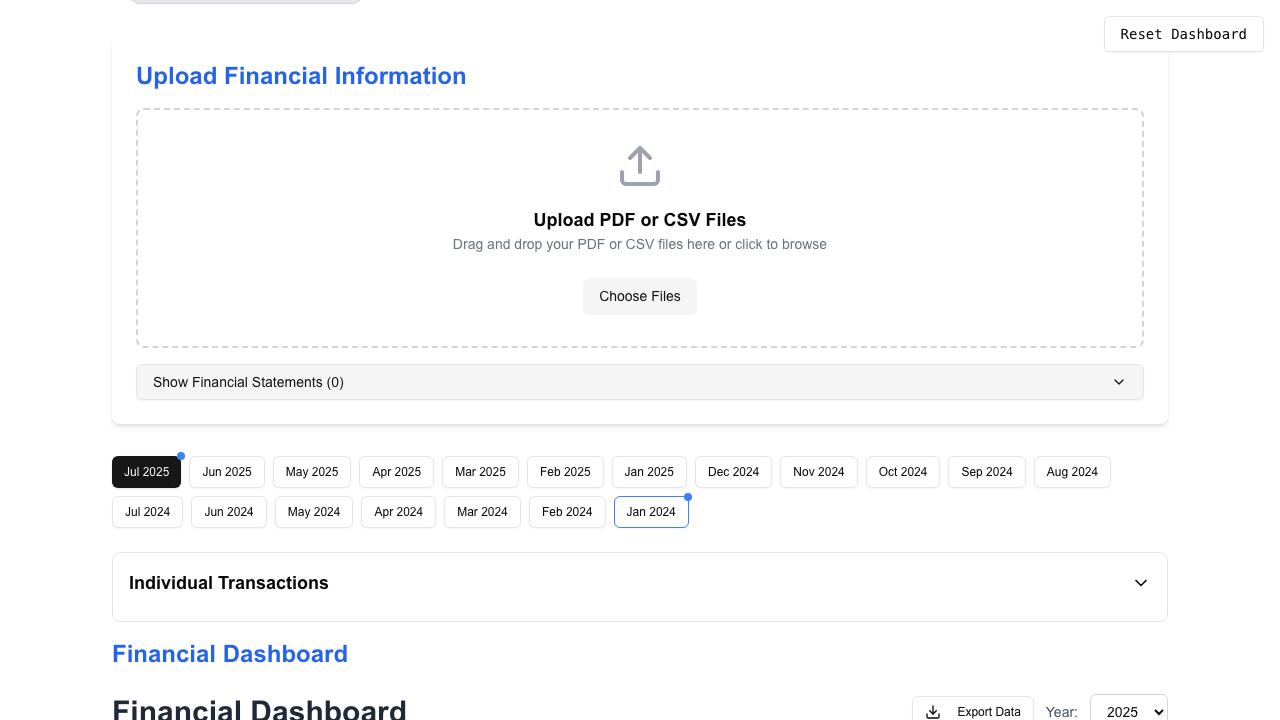 Reset Dashboard
Upload Financial Information
Upload PDF or CSV Files
Drag and drop your PDF or CSV files here or click to browse
Choose Files
Show Financial Statements (0)
Jul 2025 Jun 2025 May 2025 Apr 2025 Mar 2025 Feb 2025 Jan 2025 Dec 2024 Nov 2024 Oct 2024 Sep 2024 Aug 2024
Jul 2024 Jun 2024 May 2024 Apr 2024 Mar 2024 Feb 2024 Jan 2024
Individual Transactions
Financial Dashboard
Financial Dashboard Export Data Year: 2025